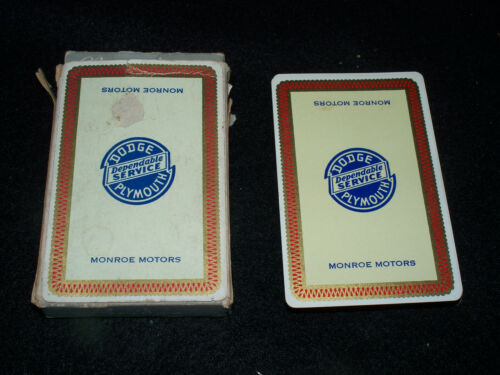 MONROE MOTORS
DODGE
Dependable
SERVICE
PLYMOUTH
MONROE MOTORS
MONROE MOTORS
DODGE
Dependable
SERVICE
PLYMOUTH
MONROE MOTORS